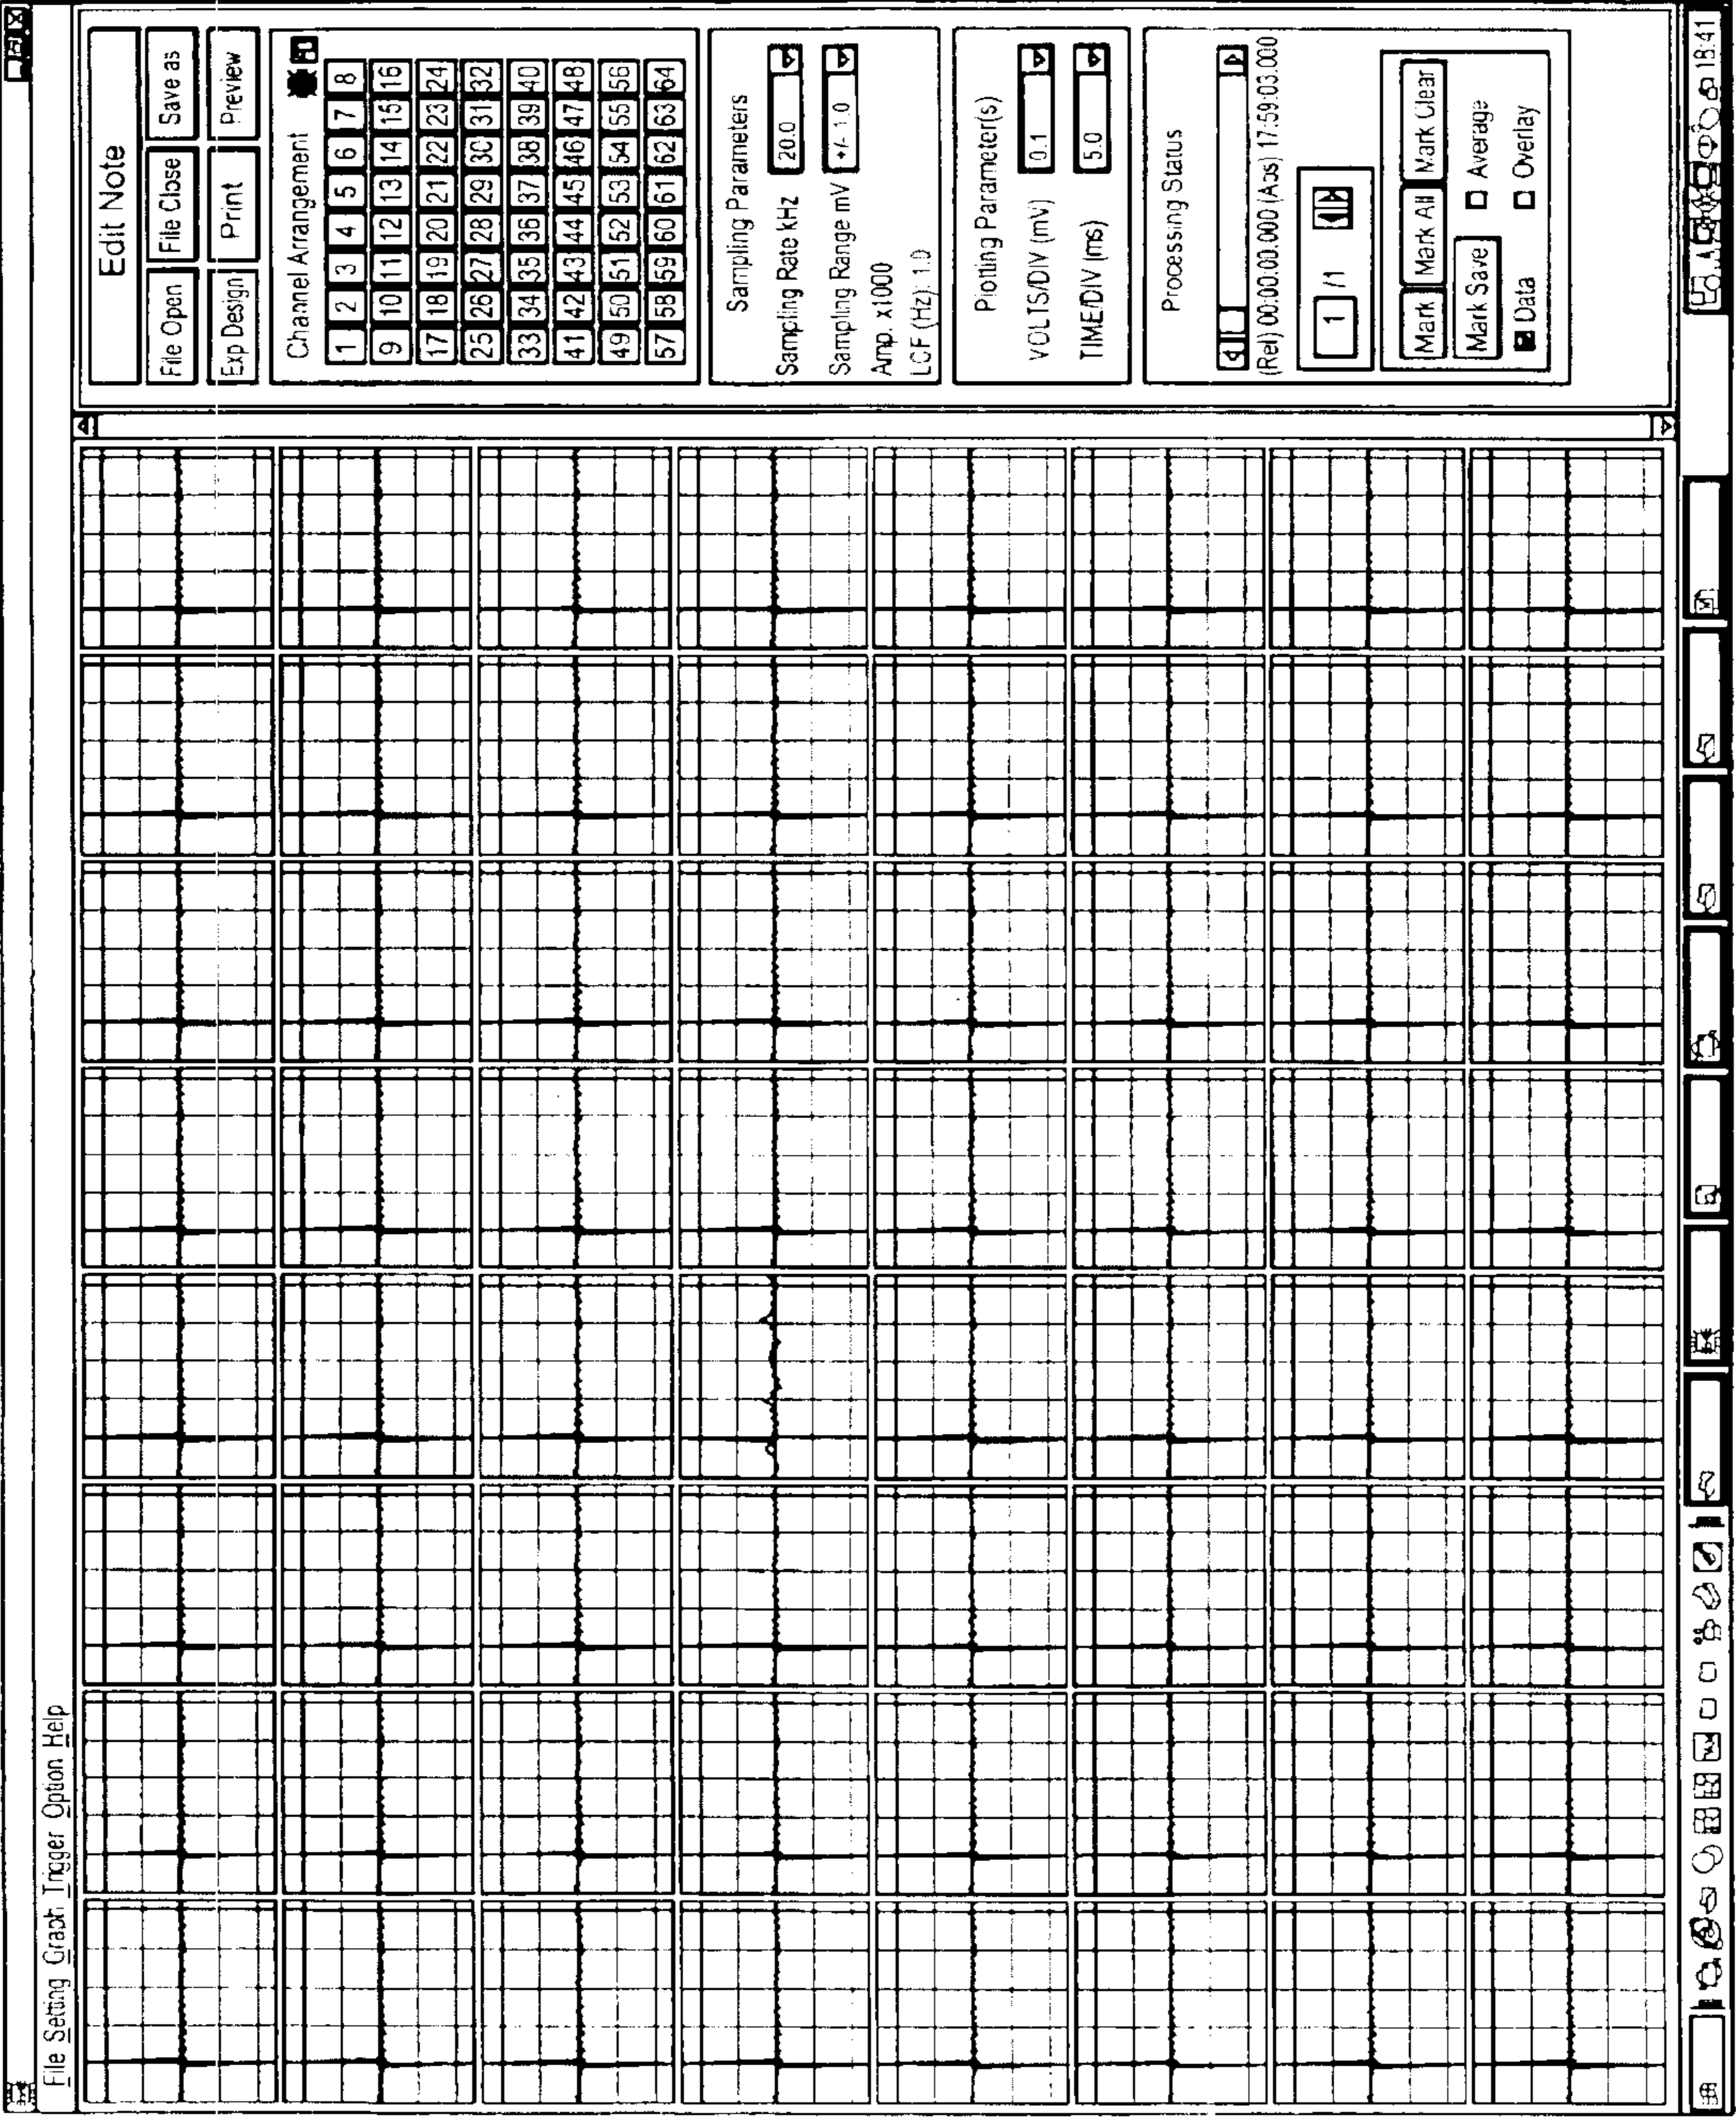 File Setting Graph Trigger Option Help
Edit Note
File Open File Close Save as
Exp Design Print Preview
Channel Arrangement
1 2 3 4 5 6 7 8
9 10 11 12 13 14 15 16
17 18 19 20 21 22 23 24
25 26 27 28 29 30 31 32
33 34 35 36 37 38 39 40
41 42 43 44 45 46 47 48
49 50 51 52 53 54 55 56
57 58 59 60 61 62 63 64
Sampling Parameters
Sampling Rate kHz 20.0
Sampling Range mV +/- 1.0
Amp. x1000
LCF (Hz): 1.0
Plotting Parameter(s)
VOLTS/DIV (mV) 0.1
TIME/DIV (ms) 5.0
Processing Status
(Rel) 00:00:00.000 (Abs) 17:59:03.000
1 /1
Mark Mark All Mark Clear
Mark Save Average
Data Overlay
18:41